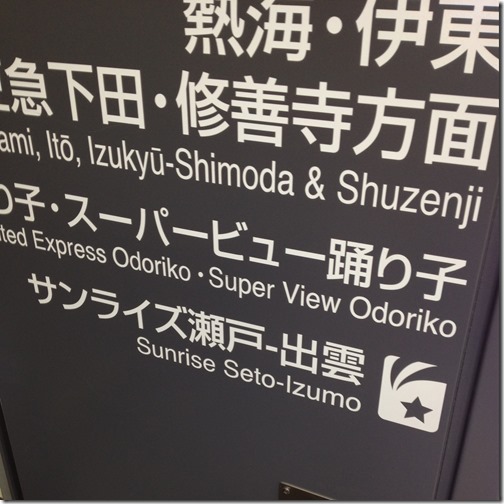 熱海・伊東
急下田・修善寺方面
ami, Itō, Izukyū-Shimoda & Shuzenji
り子・スーパービュー踊り子
ted Express Odoriko・Super View Odoriko
サンライズ瀬戸-出雲
Sunrise Seto-Izumo